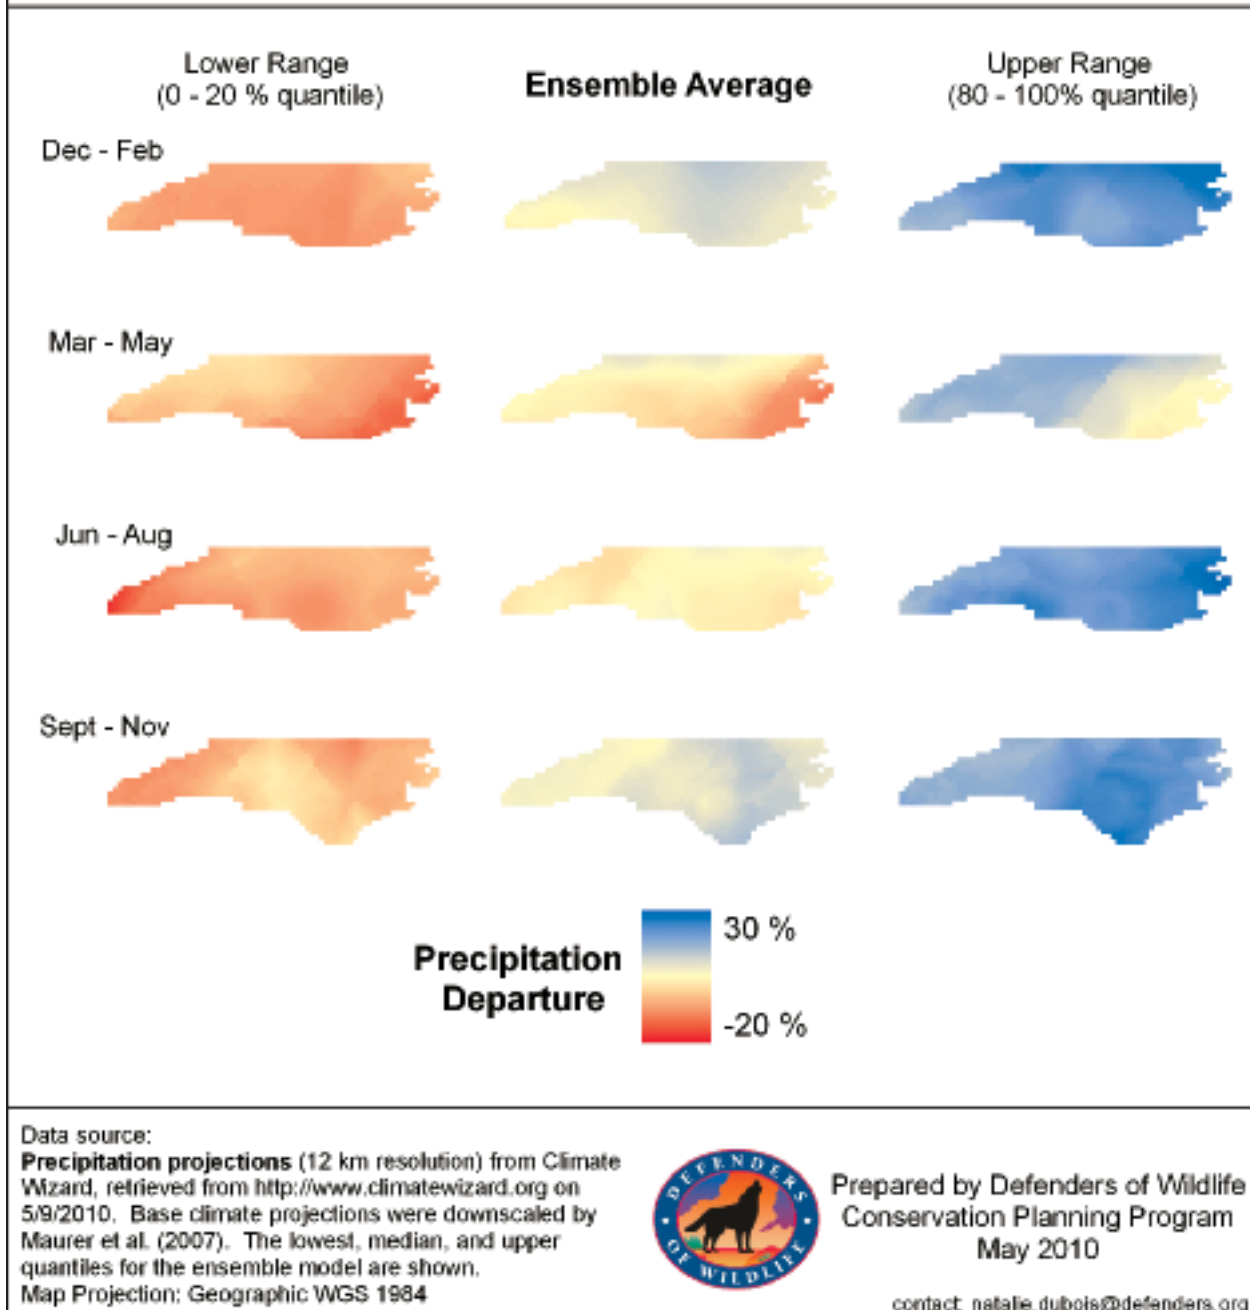 Lower Range
(0 - 20 % quantile)
Ensemble Average
Upper Range
(80 - 100% quantile)
Dec - Feb
Mar - May
Jun - Aug
Sept - Nov
Precipitation
Departure
30 %
-20 %
Data source:
Precipitation projections (12 km resolution) from Climate
Wizard, retrieved from http://www.climatewizard.org on
5/9/2010. Base climate projections were downscaled by
Maurer et al. (2007). The lowest, median, and upper
quantiles for the ensemble model are shown.
Map Projection: Geographic WGS 1984
DEFENDERS
OF WILDLIFE
Prepared by Defenders of Wildlife
Conservation Planning Program
May 2010
contact: natalie.dubois@defenders.org